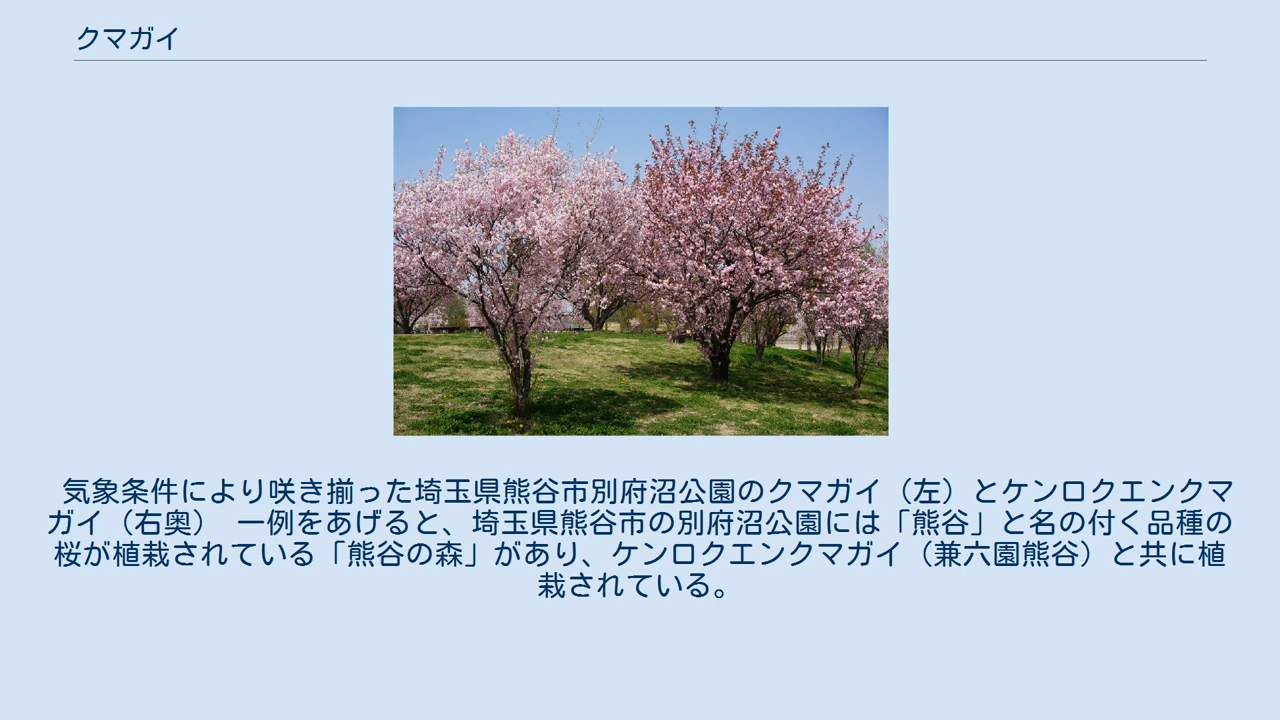 クマガイ
気象条件により咲き揃った埼玉県熊谷市別府沼公園のクマガイ（左）とケンロクエンクマ
ガイ（右奥）　一例をあげると、埼玉県熊谷市の別府沼公園には「熊谷」と名の付く品種の
桜が植栽されている「熊谷の森」があり、ケンロクエンクマガイ（兼六園熊谷）と共に植
栽されている。